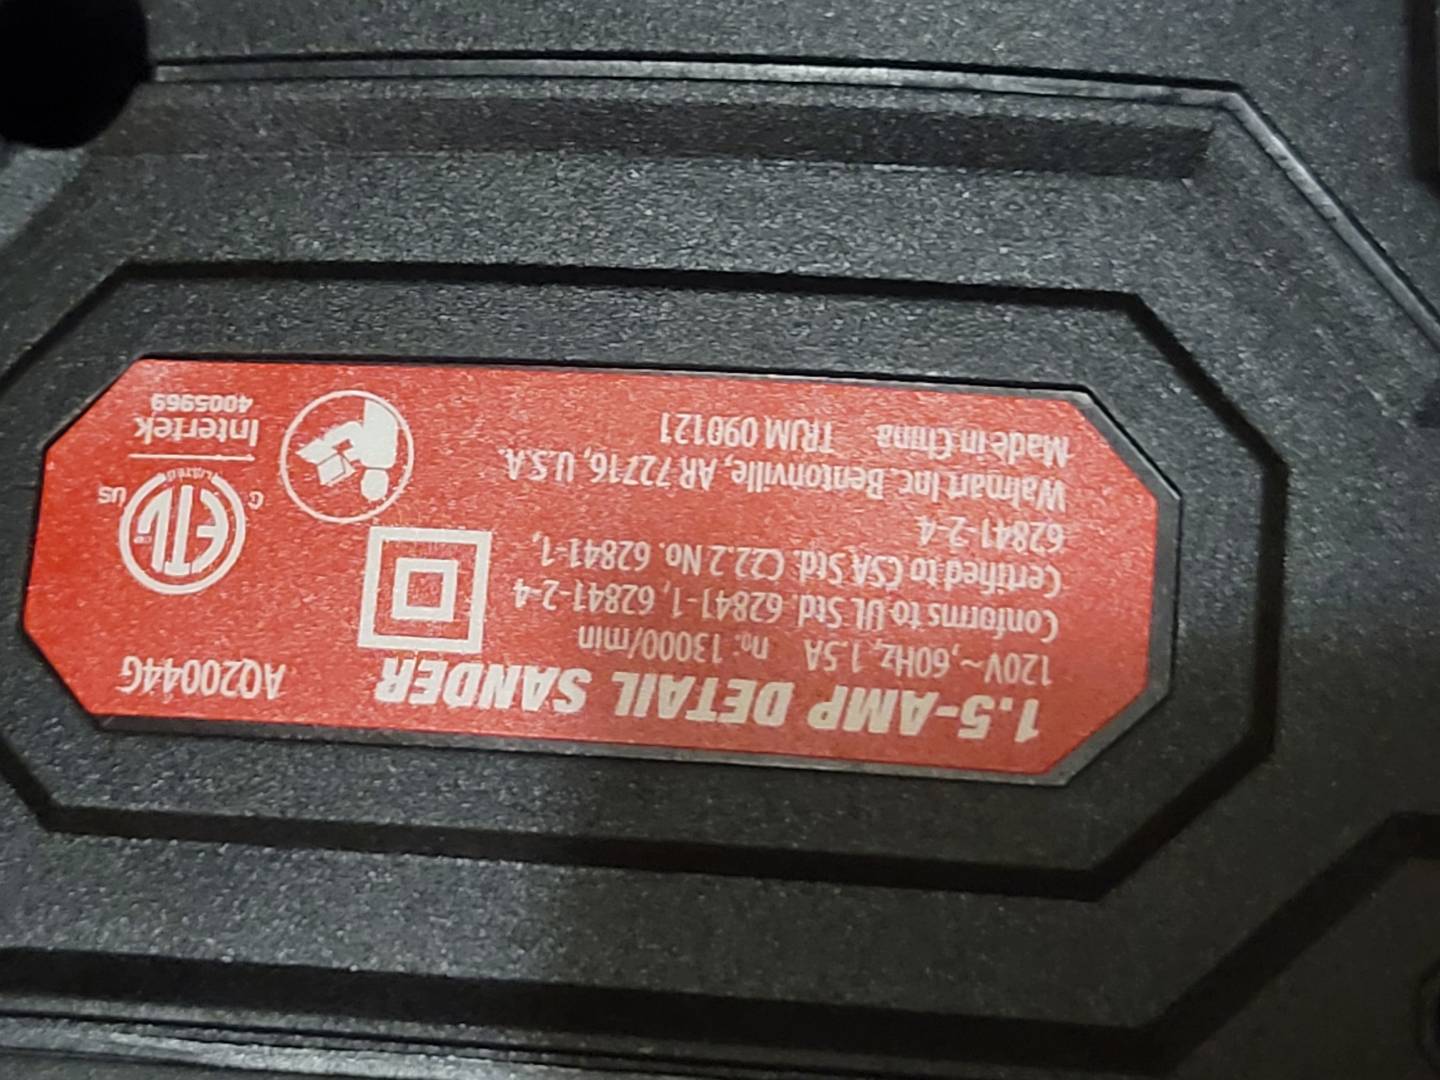 1.5-AMP DETAIL SANDER
AQ20044G
120V~, 60Hz, 1.5A n₀: 13000/min
Conforms to UL Std. 62841-1, 62841-2-4
Certified to CSA Std. C22.2 No. 62841-1,
62841-2-4
Walmart Inc. Bentonville, AR 72716, U.S.A.
Made in China TRJM 090121
C
ETL
US
Intertek
4005969